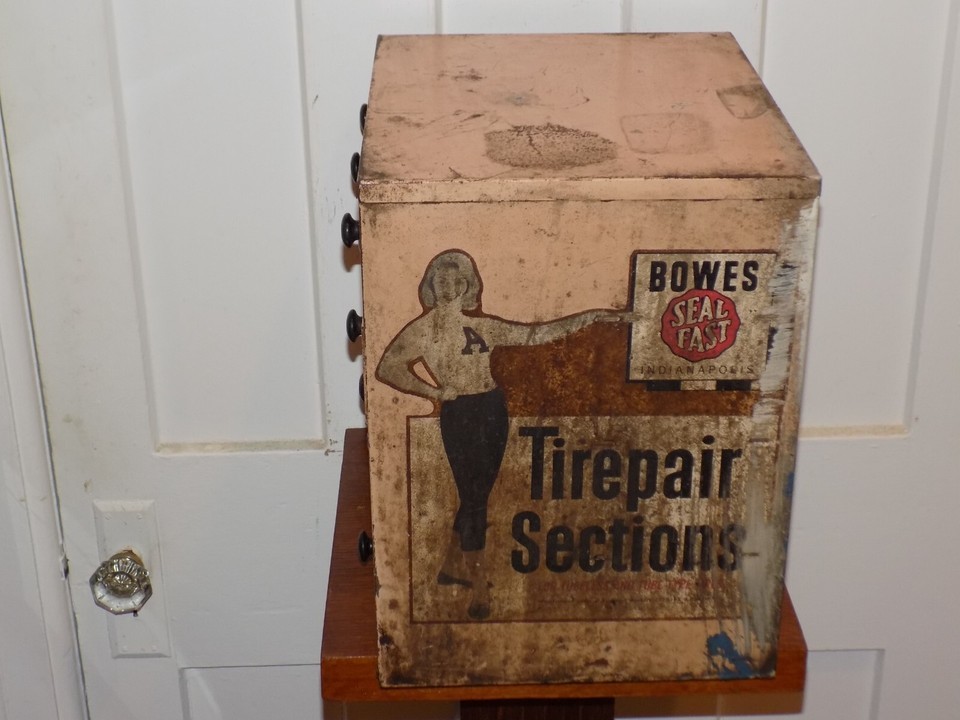 BOWES
SEAL
FAST
INDIANAPOLIS
A
Tirepair
Sections